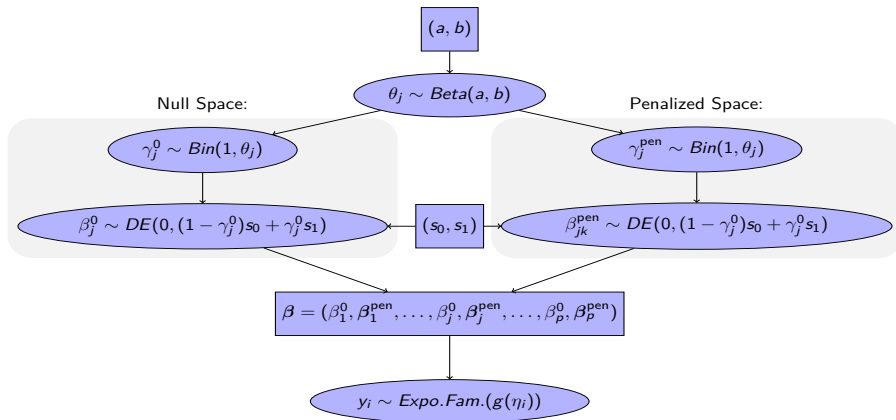 (a, b)
θ_j ∼ Beta(a, b)
Null Space:
Penalized Space:
γ_j^0 ∼ Bin(1, θ_j)
γ_j^pen ∼ Bin(1, θ_j)
β_j^0 ∼ DE(0, (1 − γ_j^0)s_0 + γ_j^0 s_1)
(s_0, s_1)
β_jk^pen ∼ DE(0, (1 − γ_j^0)s_0 + γ_j^0 s_1)
β = (β_1^0, β_1^pen, . . . , β_j^0, β_j^pen, . . . , β_p^0, β_p^pen)
y_i ∼ Expo.Fam.(g(η_i))